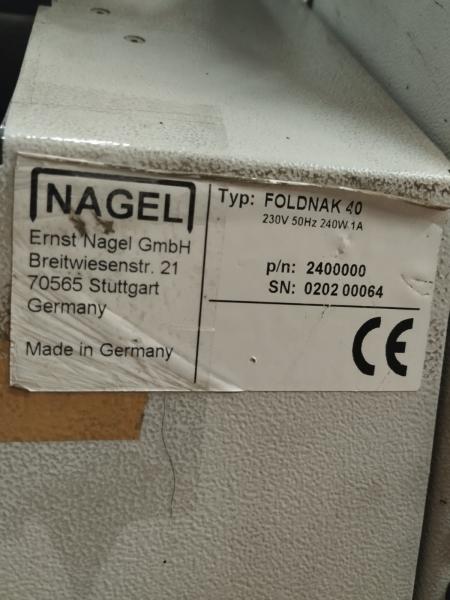 NAGEL
Ernst Nagel GmbH
Breitwiesenstr. 21
70565 Stuttgart
Germany
Made in Germany
Typ: FOLDNAK 40
230V 50Hz 240W 1A
p/n: 2400000
SN: 0202 00064
CE